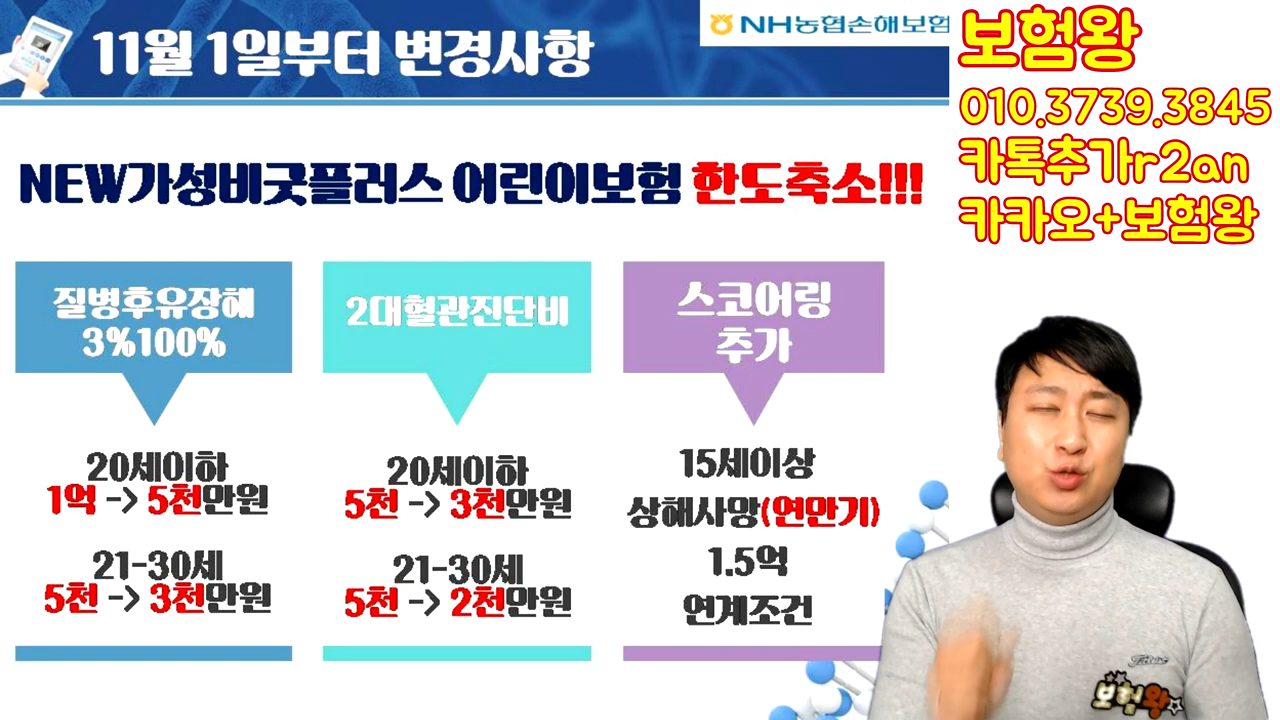 11월 1일부터 변경사항
NH농협손해보험
보험왕
010.3739.3845
카톡추가r2an
카카오+보험왕
NEW가성비굿플러스 어린이보험 한도축소!!!
질병후유장해
3%100%
20세이하
1억 -> 5천만원
21-30세
5천 -> 3천만원
2대혈관진단비
20세이하
5천 -> 3천만원
21-30세
5천 -> 2천만원
스코어링
추가
15세이상
상해사망(연만기)
1.5억
연계조건
Titleist
보험왕